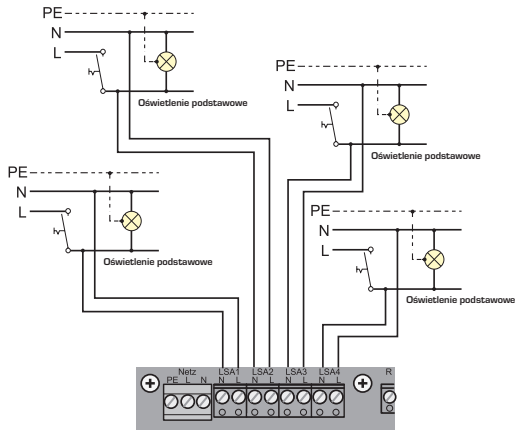 PE
N
L
Oświetlenie podstawowe
PE
N
L
Oświetlenie podstawowe
PE
N
L
Oświetlenie podstawowe
PE
N
L
Oświetlenie podstawowe
Netz LSA1 LSA2 LSA3 LSA4 R
PE L N N L N L N L N L